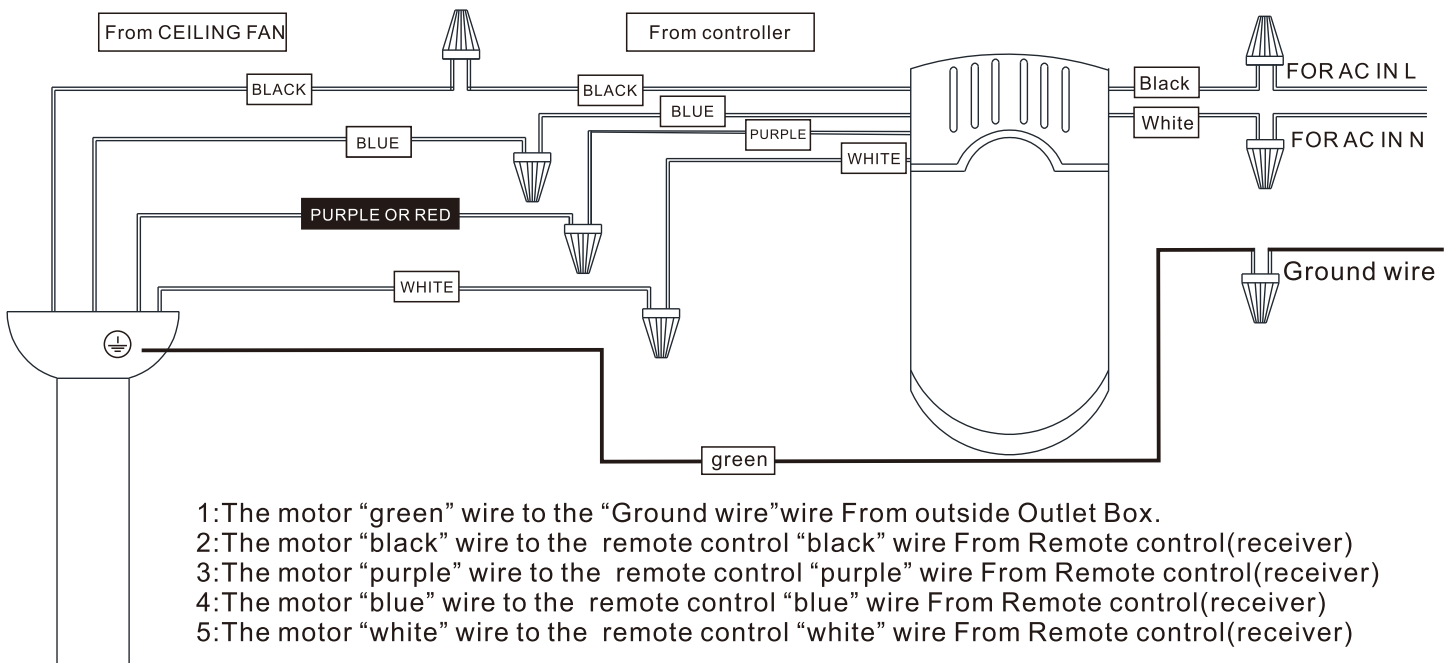 From CEILING FAN
From controller
BLACK
BLACK
Black
FOR AC IN L
BLUE
BLUE
PURPLE
White
FOR AC IN N
WHITE
PURPLE OR RED
WHITE
Ground wire
green
1:The motor “green” wire to the “Ground wire”wire From outside Outlet Box.
2:The motor “black” wire to the remote control “black” wire From Remote control(receiver)
3:The motor “purple” wire to the remote control “purple” wire From Remote control(receiver)
4:The motor “blue” wire to the remote control “blue” wire From Remote control(receiver)
5:The motor “white” wire to the remote control “white” wire From Remote control(receiver)